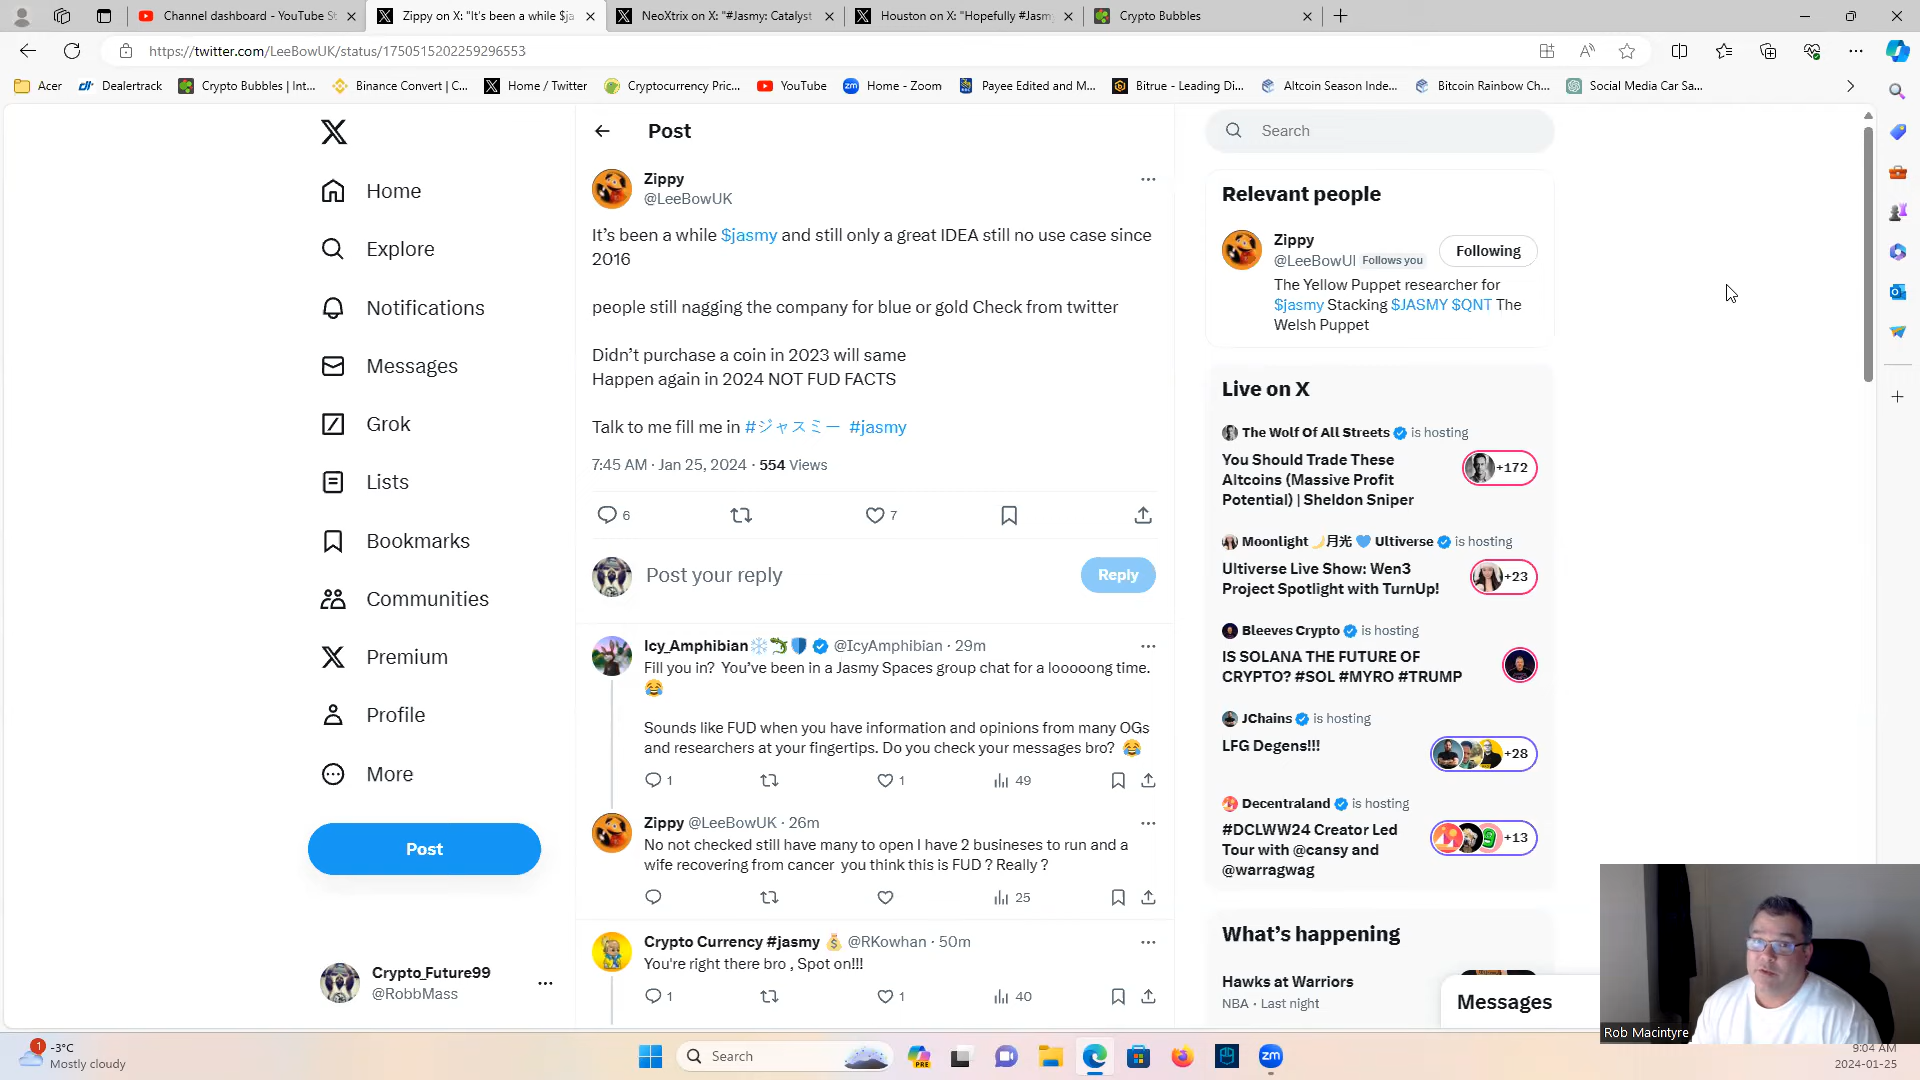 Channel dashboard - YouTube St
Zippy on X: "It's been a while $ja
NeoXtrix on X: "#Jasmy: Catalyst
Houston on X: "Hopefully #Jasm
Crypto Bubbles
https://twitter.com/LeeBowUK/status/1750515202259296553
Acer
Dealertrack
Crypto Bubbles | Int...
Binance Convert | C...
Home / Twitter
Cryptocurrency Pric...
YouTube
Home - Zoom
Payee Edited and M...
Bitrue - Leading Di...
Altcoin Season Inde...
Bitcoin Rainbow Ch...
Social Media Car Sa...
Home
Explore
Notifications
Messages
Grok
Lists
Bookmarks
Communities
Premium
Profile
More
Post
Crypto_Future99
@RobbMass
Post
Zippy
@LeeBowUK
It's been a while $jasmy and still only a great IDEA still no use case since
2016
people still nagging the company for blue or gold Check from twitter
Didn't purchase a coin in 2023 will same
Happen again in 2024 NOT FUD FACTS
Talk to me fill me in #ジャスミー #jasmy
7:45 AM · Jan 25, 2024 · 554 Views
6
7
Post your reply
Reply
Icy_Amphibian @IcyAmphibian · 29m
Fill you in? You've been in a Jasmy Spaces group chat for a looooong time.
😂
Sounds like FUD when you have information and opinions from many OGs
and researchers at your fingertips. Do you check your messages bro? 😂
1
1
49
Zippy @LeeBowUK · 26m
No not checked still have many to open I have 2 busineses to run and a
wife recovering from cancer you think this is FUD ? Really ?
25
Crypto Currency #jasmy 💰 @RKowhan · 50m
You're right there bro , Spot on!!!
1
1
40
Search
Relevant people
Zippy
@LeeBowUI Follows you
Following
The Yellow Puppet researcher for
$jasmy Stacking $JASMY $QNT The
Welsh Puppet
Live on X
The Wolf Of All Streets is hosting
You Should Trade These
Altcoins (Massive Profit
Potential) | Sheldon Sniper
+172
Moonlight 🌙月光 💙 Ultiverse is hosting
Ultiverse Live Show: Wen3
Project Spotlight with TurnUp!
+23
Bleeves Crypto is hosting
IS SOLANA THE FUTURE OF
CRYPTO? #SOL #MYRO #TRUMP
JChains is hosting
LFG Degens!!!
+28
Decentraland is hosting
#DCLWW24 Creator Led
Tour with @cansy and
@warragwag
+13
What's happening
Hawks at Warriors
NBA · Last night
Messages
Rob Macintyre
1
-3°C
Mostly cloudy
Search
PRE
zm
9:04 AM
2024-01-25